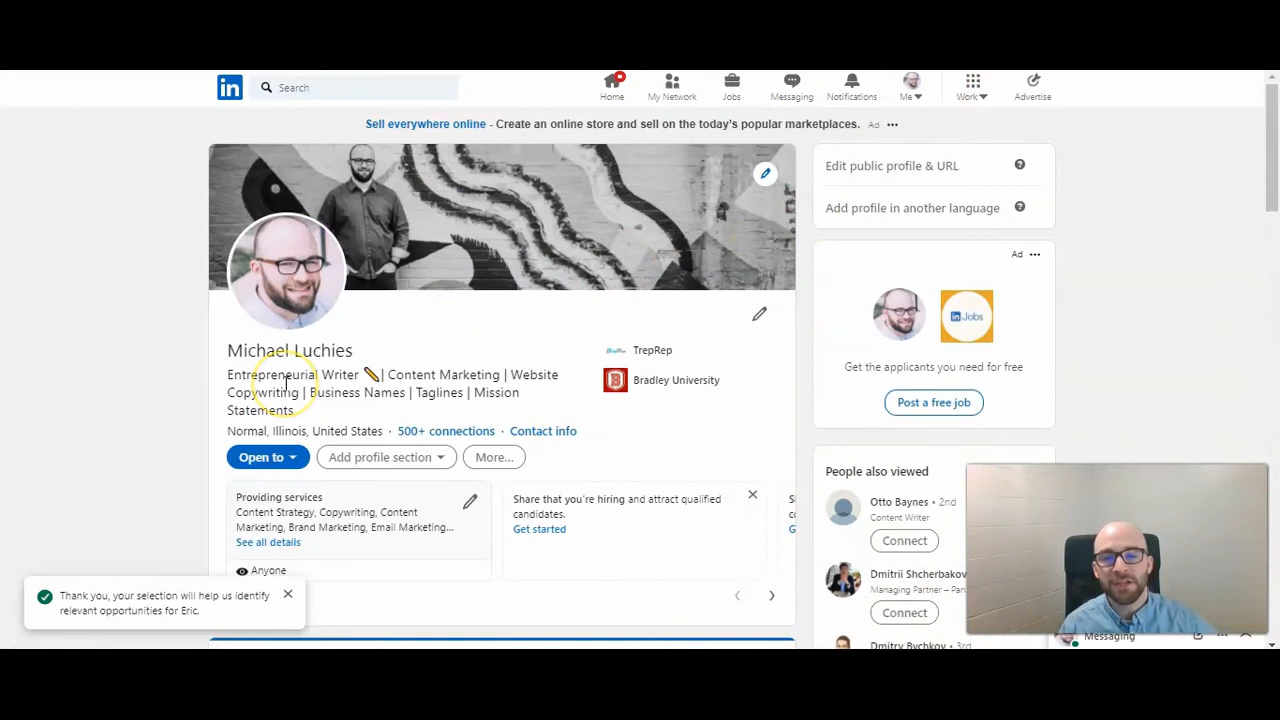 in
Search
Home
My Network
Jobs
Messaging
Notifications
Me
Work
Advertise
Sell everywhere online - Create an online store and sell on the today's popular marketplaces. Ad •••
Edit public profile & URL
Add profile in another language
Michael Luchies
Entrepreneurial Writer ✏️| Content Marketing | Website
Copywriting | Business Names | Taglines | Mission
Statements
Normal, Illinois, United States · 500+ connections · Contact info
TrepRep
Bradley University
Open to
Add profile section
More...
Providing services
Content Strategy, Copywriting, Content
Marketing, Brand Marketing, Email Marketing...
See all details
Anyone
Share that you're hiring and attract qualified
candidates.
Get started
Ad •••
in Jobs
Get the applicants you need for free
Post a free job
People also viewed
Otto Baynes • 2nd
Content Writer
Connect
Dmitrii Shcherbakov
Managing Partner – Pan
Connect
Dmitry Bychkov • 3rd
Thank you, your selection will help us identify
relevant opportunities for Eric.
Messaging